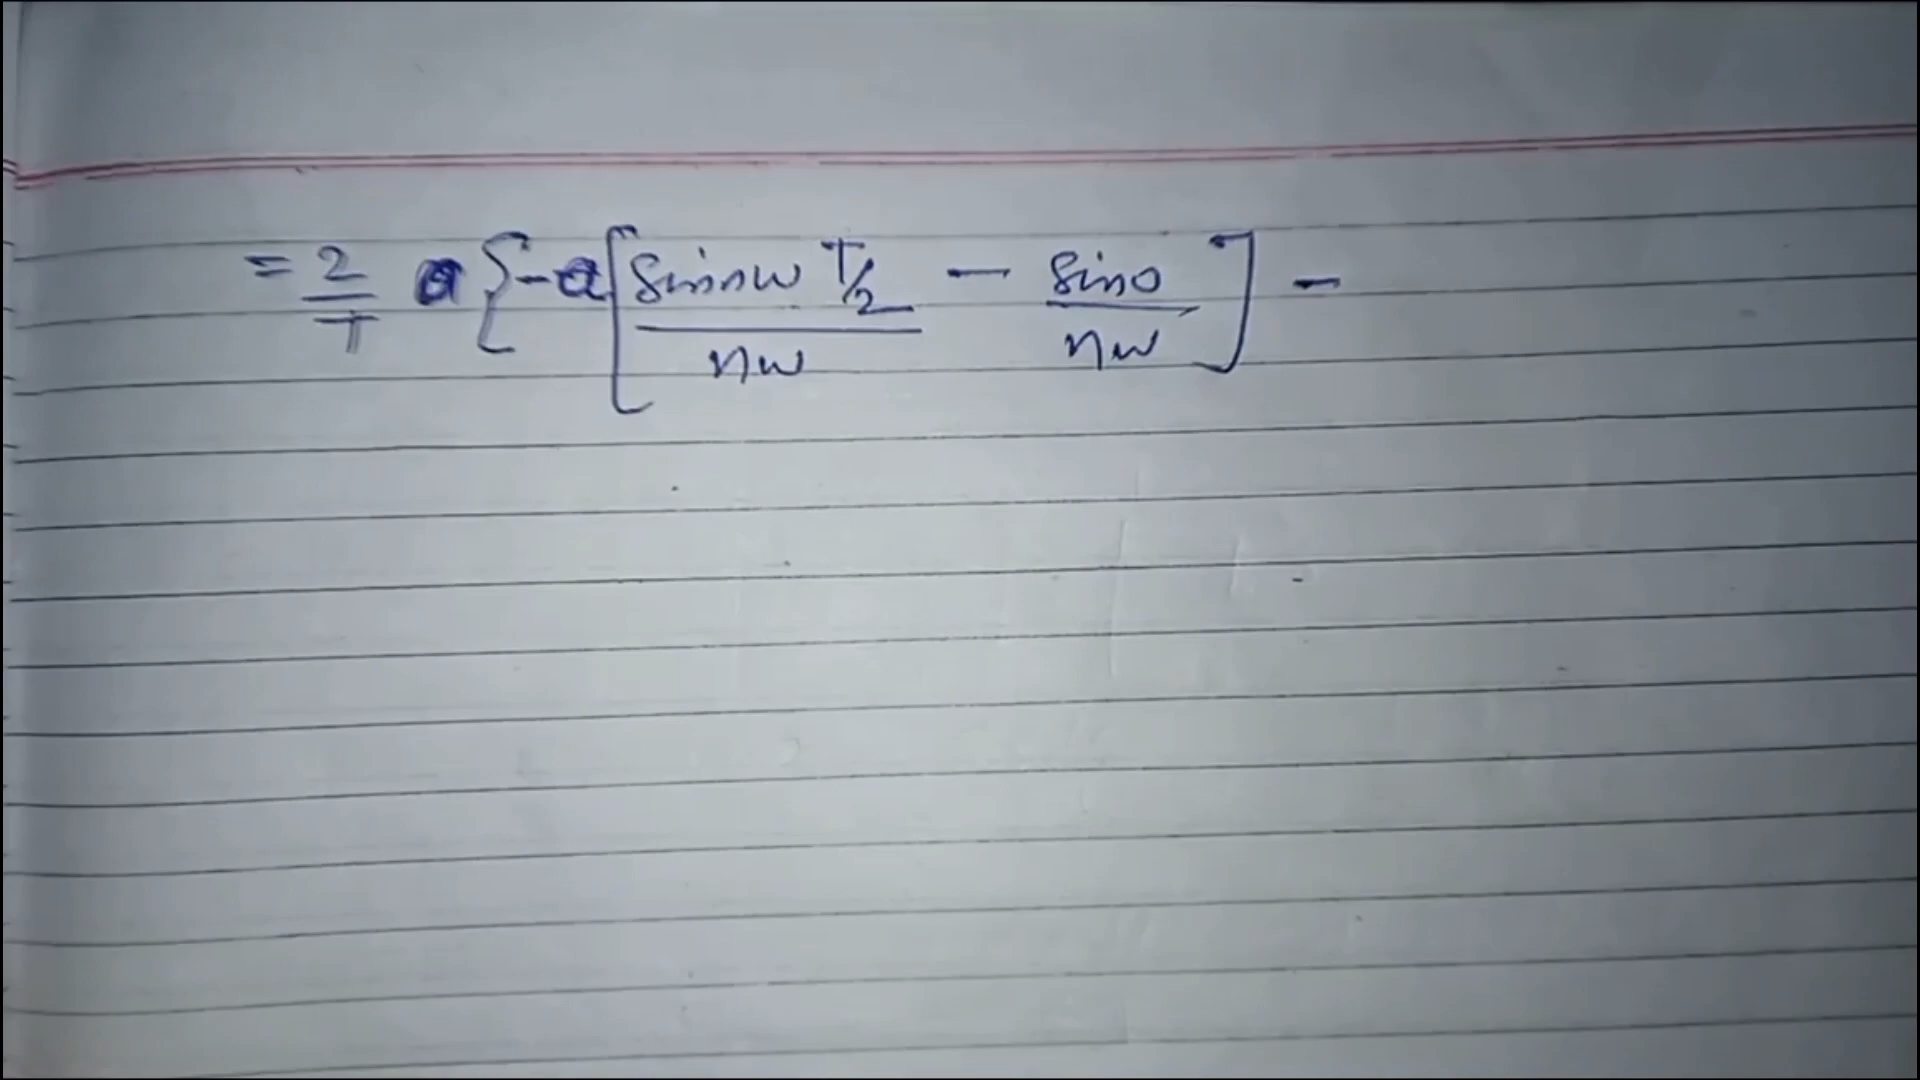 = 2/T a { -a [ sin nω T/2 / nω - sin 0 / nω ] -